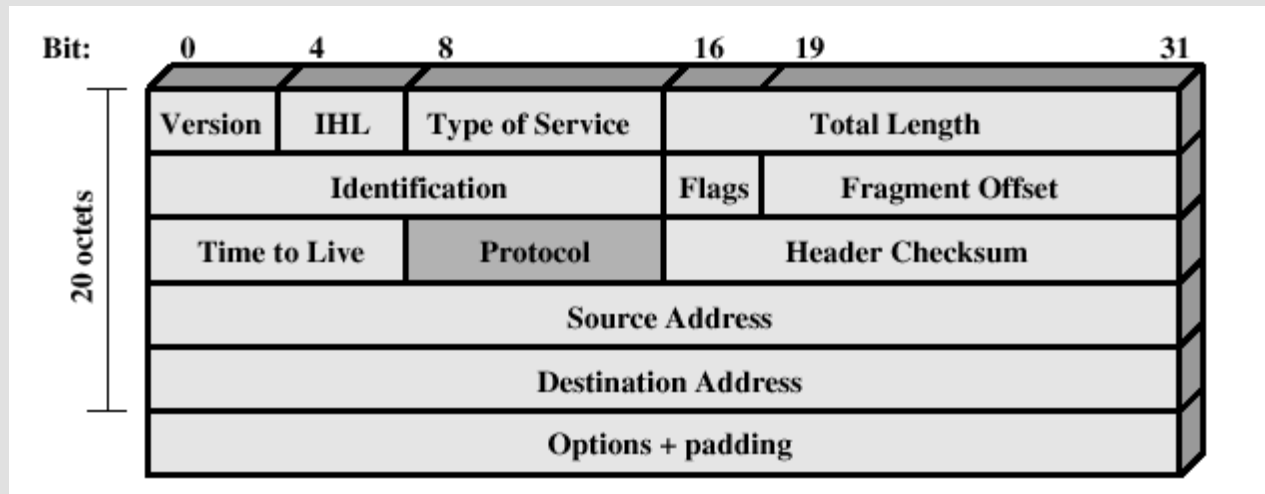 Bit: 0 4 8 16 19 31
Version IHL Type of Service Total Length
Identification Flags Fragment Offset
Time to Live Protocol Header Checksum
Source Address
Destination Address
Options + padding
20 octets